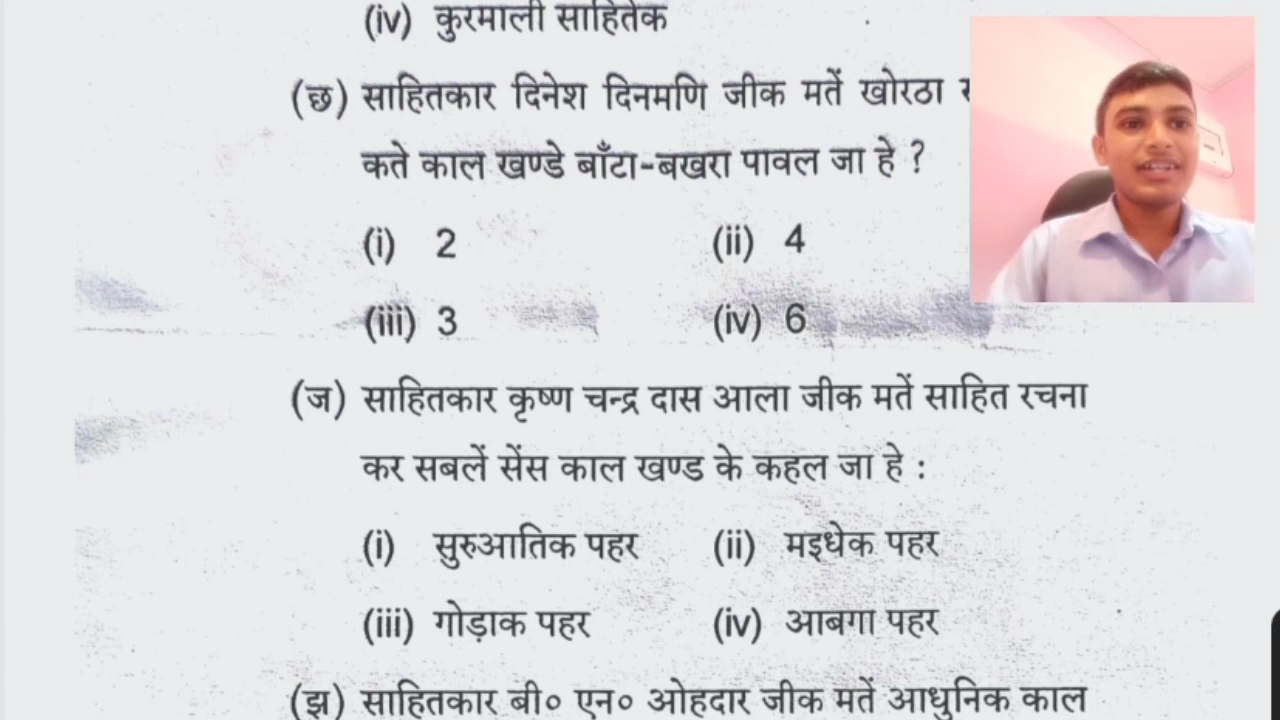 (iv) कुरमाली साहितेक
(छ) साहितकार दिनेश दिनमणि जीक मतें खोरठा
कते काल खण्डे बाँटा-बखरा पावल जा हे ?
(i) 2 (ii) 4
(iii) 3 (iv) 6
(ज) साहितकार कृष्ण चन्द्र दास आला जीक मतें साहित रचना
कर सबलें सेंस काल खण्ड के कहल जा हे :
(i) सुरुआतिक पहर (ii) मइधेक पहर
(iii) गोड़ाक पहर (iv) आबगा पहर
(झ) साहितकार बी० एन० ओहदार जीक मतें आधुनिक काल